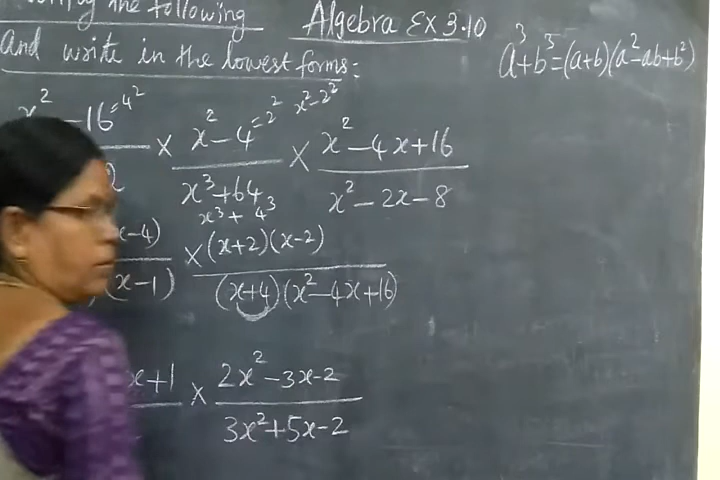 the following Algebra Ex 3.10
And write in the lowest forms:
a³+b³=(a+b)(a²-ab+b²)
x²-16=4² × x²-4=2² x²-2² × x²-4x+16
2 x³+64 x²-2x-8
x³+4³
x-4) × (x+2)(x-2)
(x-1) (x+4)(x²-4x+16)
x+1 × 2x²-3x-2
3x²+5x-2